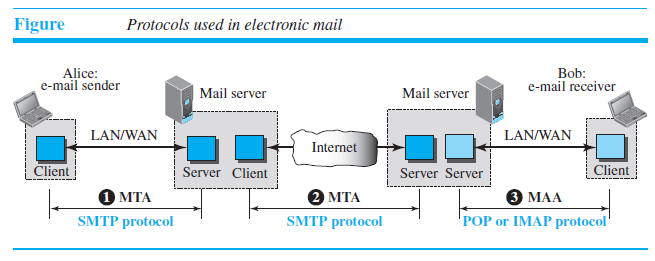 Figure Protocols used in electronic mail
Alice:
e-mail sender
Bob:
e-mail receiver
Mail server
Mail server
LAN/WAN
Internet
LAN/WAN
Client
Server Client
Server Server
Client
1 MTA
2 MTA
3 MAA
SMTP protocol
SMTP protocol
POP or IMAP protocol